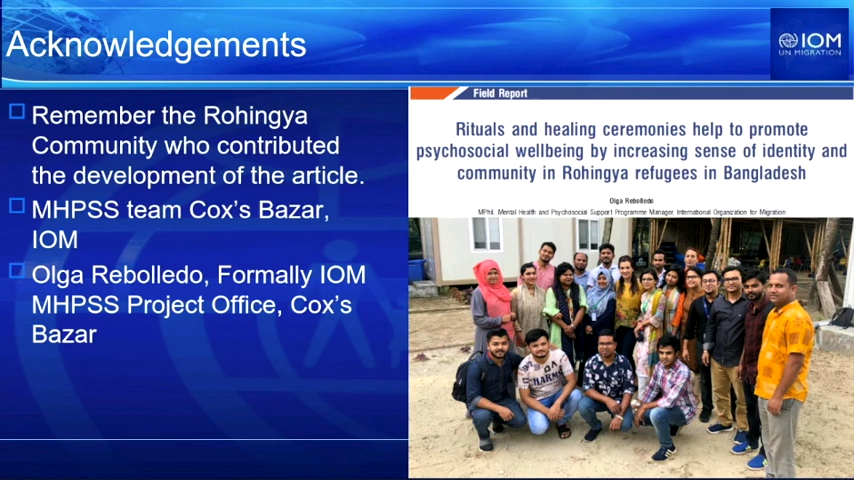 Acknowledgements
IOM
UN MIGRATION
Remember the Rohingya
Community who contributed
the development of the article.
MHPSS team Cox's Bazar,
IOM
Olga Rebolledo, Formally IOM
MHPSS Project Office, Cox's
Bazar
Field Report
Rituals and healing ceremonies help to promote
psychosocial wellbeing by increasing sense of identity and
community in Rohingya refugees in Bangladesh
Olga Rebolledo
MPhil. Mental Health and Psychosocial Support Programme Manager, International Organization for Migration
HARMS